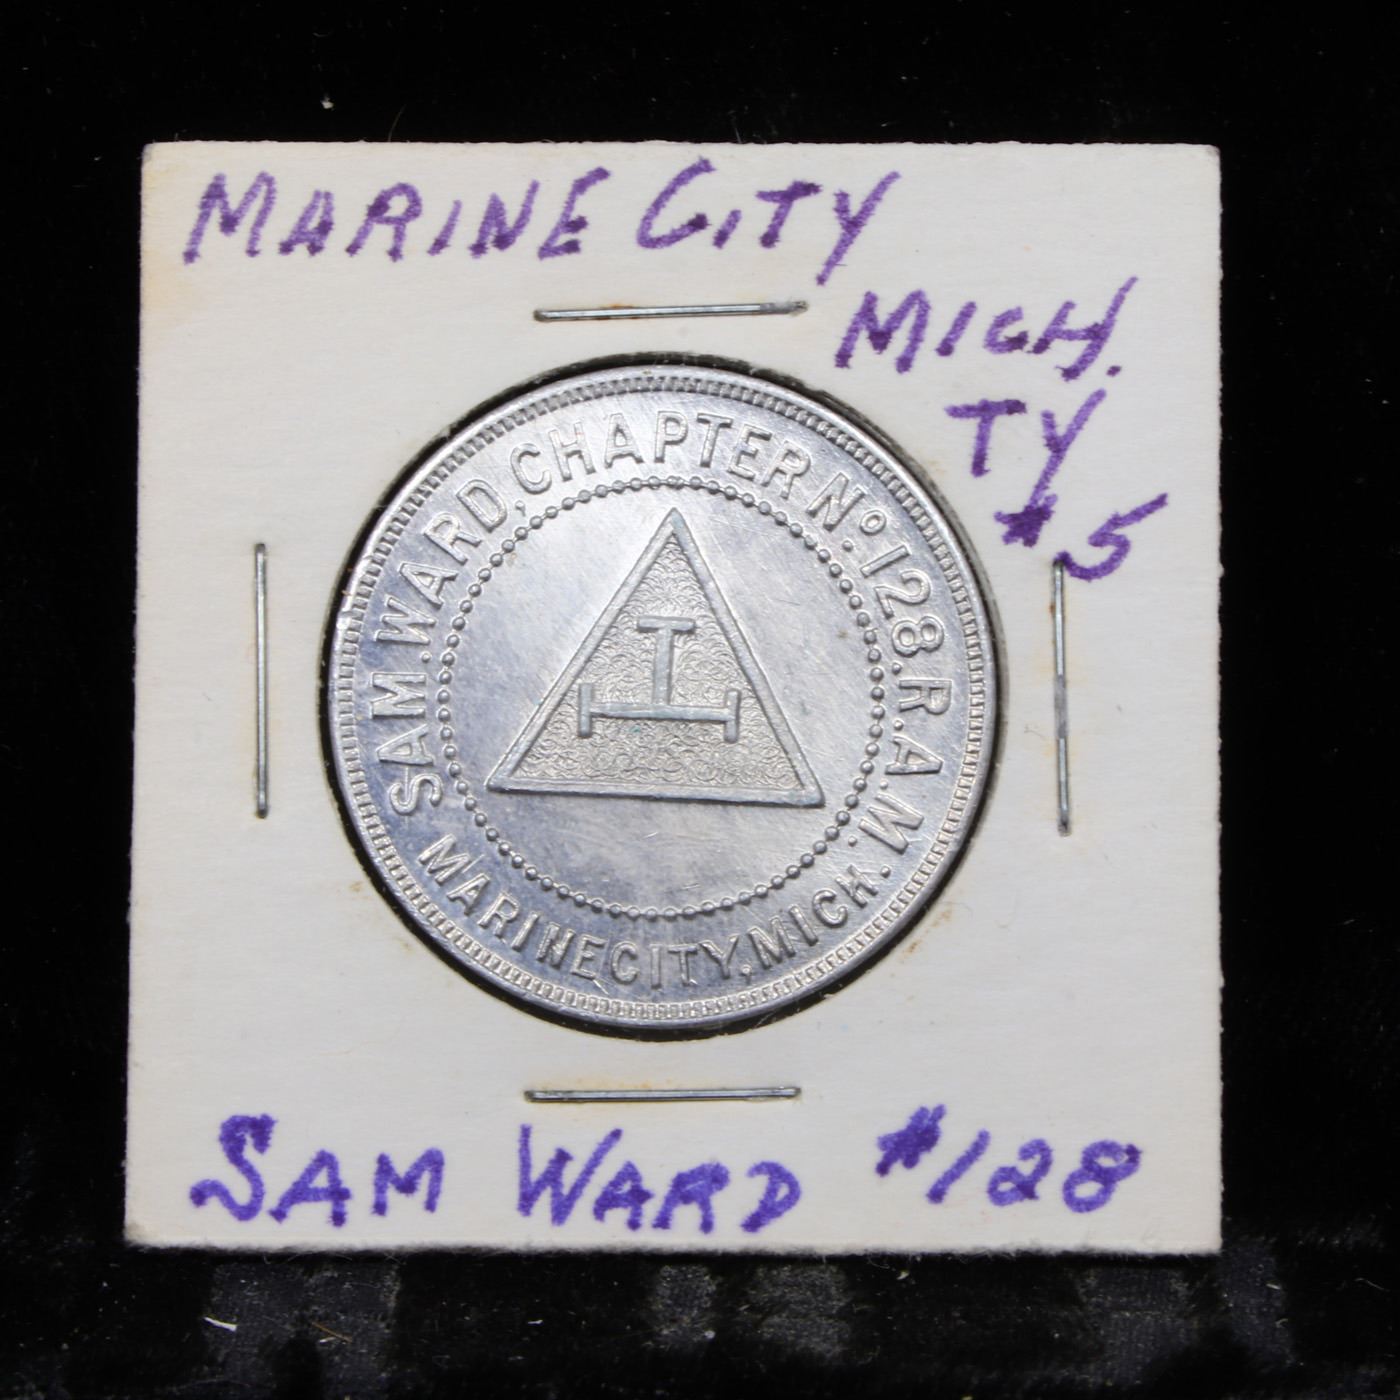 MARINE CITY
MICH.
TY
#5
SAM. WARD, CHAPTER No. 128. R.A.M.
MARINE CITY, MICH.
SAM WARD #128